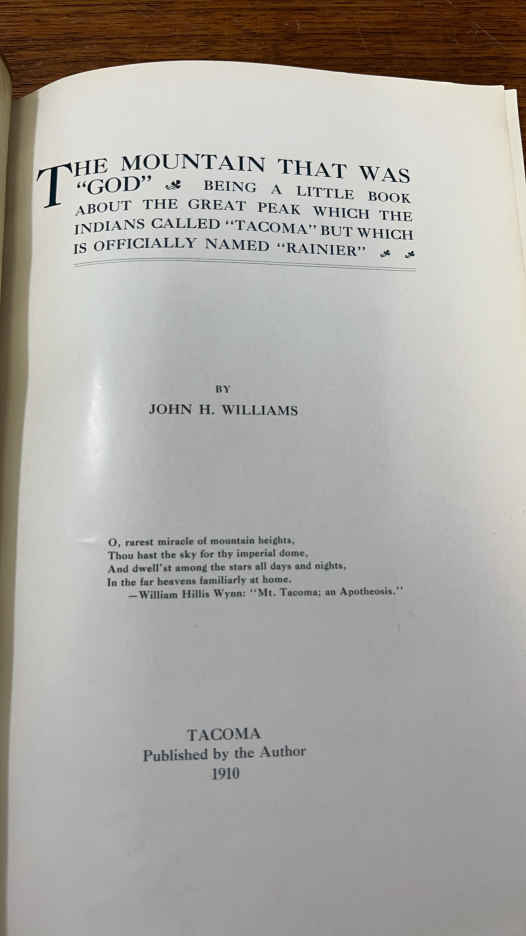 THE MOUNTAIN THAT WAS
“GOD” BEING A LITTLE BOOK
ABOUT THE GREAT PEAK WHICH THE
INDIANS CALLED “TACOMA” BUT WHICH
IS OFFICIALLY NAMED “RAINIER”
BY
JOHN H. WILLIAMS
O, rarest miracle of mountain heights,
Thou hast the sky for thy imperial dome,
And dwell'st among the stars all days and nights,
In the far heavens familiarly at home.
—William Hillis Wynn: “Mt. Tacoma; an Apotheosis.”
TACOMA
Published by the Author
1910